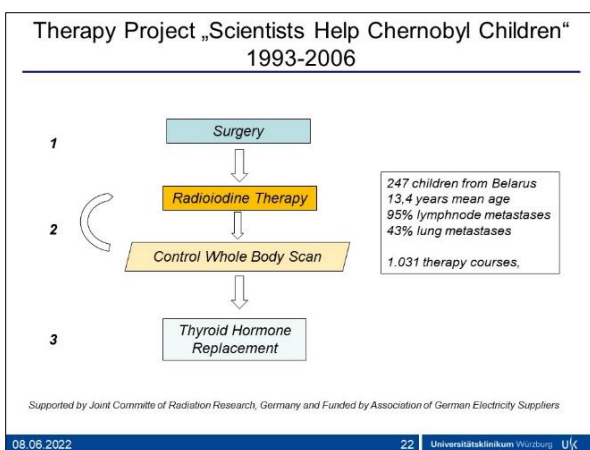 Therapy Project „Scientists Help Chernobyl Children“
1993-2006
1
Surgery
Radioiodine Therapy
2
Control Whole Body Scan
3
Thyroid Hormone
Replacement
247 children from Belarus
13,4 years mean age
95% lymphnode metastases
43% lung metastases
1.031 therapy courses,
Supported by Joint Committe of Radiation Research, Germany and Funded by Association of German Electricity Suppliers
08.06.2022
22
Universitätsklinikum Würzburg UKW